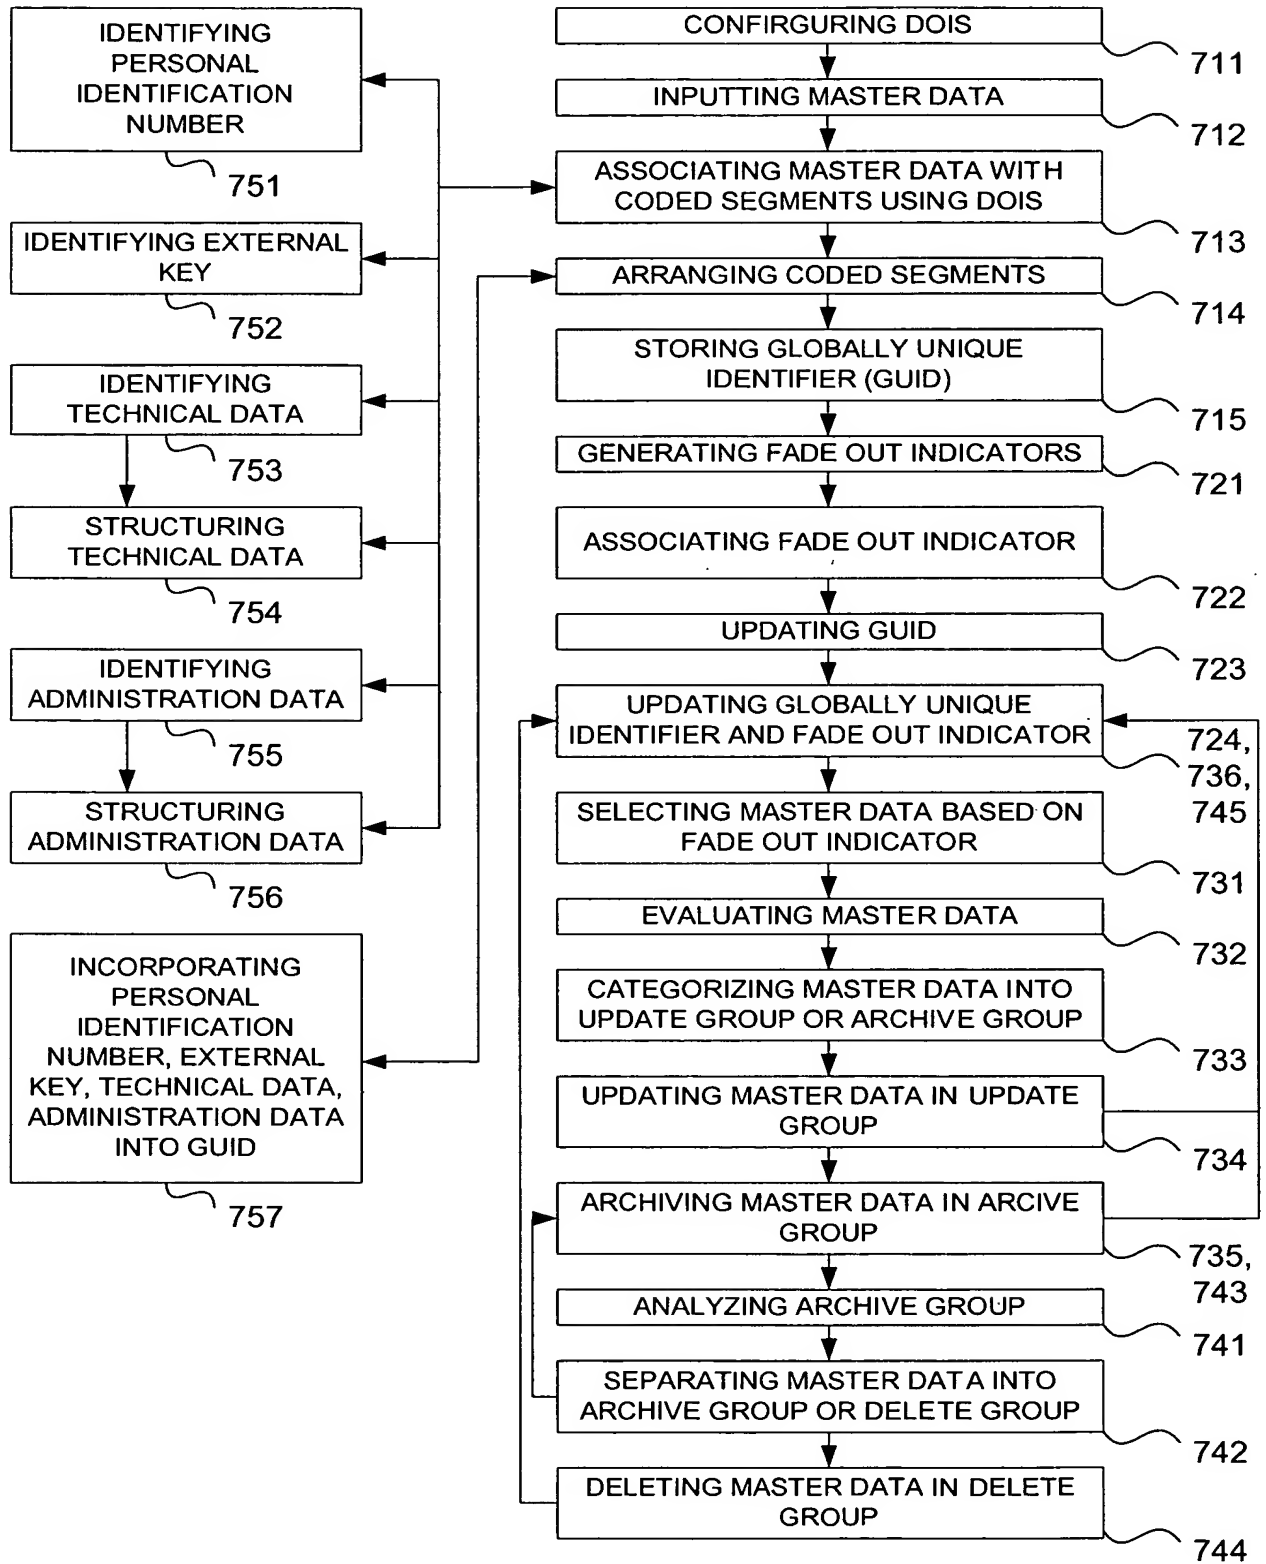 IDENTIFYING
PERSONAL
IDENTIFICATION
NUMBER
751
IDENTIFYING EXTERNAL
KEY
752
IDENTIFYING
TECHNICAL DATA
753
STRUCTURING
TECHNICAL DATA
754
IDENTIFYING
ADMINISTRATION DATA
755
STRUCTURING
ADMINISTRATION DATA
756
INCORPORATING
PERSONAL
IDENTIFICATION
NUMBER, EXTERNAL
KEY, TECHNICAL DATA,
ADMINISTRATION DATA
INTO GUID
757
CONFIRGURING DOIS
711
INPUTTING MASTER DATA
712
ASSOCIATING MASTER DATA WITH
CODED SEGMENTS USING DOIS
713
ARRANGING CODED SEGMENTS
714
STORING GLOBALLY UNIQUE
IDENTIFIER (GUID)
715
GENERATING FADE OUT INDICATORS
721
ASSOCIATING FADE OUT INDICATOR
722
UPDATING GUID
723
UPDATING GLOBALLY UNIQUE
IDENTIFIER AND FADE OUT INDICATOR
724,
736,
745
SELECTING MASTER DATA BASED ON
FADE OUT INDICATOR
731
EVALUATING MASTER DATA
732
CATEGORIZING MASTER DATA INTO
UPDATE GROUP OR ARCHIVE GROUP
733
UPDATING MASTER DATA IN UPDATE
GROUP
734
ARCHIVING MASTER DATA IN ARCIVE
GROUP
735,
743
ANALYZING ARCHIVE GROUP
741
SEPARATING MASTER DATA INTO
ARCHIVE GROUP OR DELETE GROUP
742
DELETING MASTER DATA IN DELETE
GROUP
744